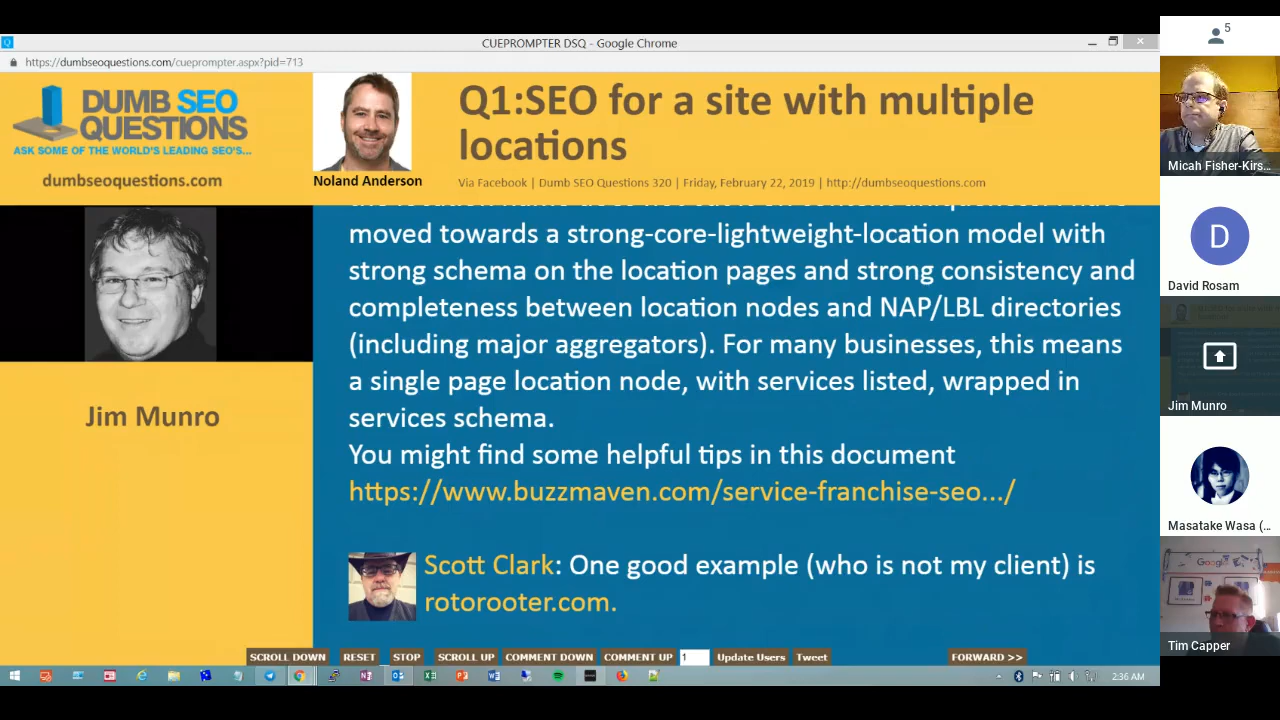 CUEPROMPTER DSQ - Google Chrome
https://dumbseoquestions.com/cueprompter.aspx?pid=713
DUMB SEO
QUESTIONS
ASK SOME OF THE WORLD'S LEADING SEO'S...
dumbseoquestions.com
Noland Anderson
Q1:SEO for a site with multiple
locations
Via Facebook | Dumb SEO Questions 320 | Friday, February 22, 2019 | http://dumbseoquestions.com
Jim Munro
moved towards a strong-core-lightweight-location model with
strong schema on the location pages and strong consistency and
completeness between location nodes and NAP/LBL directories
(including major aggregators). For many businesses, this means
a single page location node, with services listed, wrapped in
services schema.
You might find some helpful tips in this document
https://www.buzzmaven.com/service-franchise-seo.../
Scott Clark: One good example (who is not my client) is
rotorooter.com.
SCROLL DOWN RESET STOP SCROLL UP COMMENT DOWN COMMENT UP 1 Update Users Tweet FORWARD >>
2:36 AM
5
Micah Fisher-Kirs...
D
David Rosam
Jim Munro
Masatake Wasa (...
Google
Tim Capper